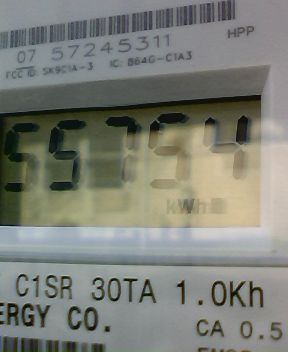 HPP
07 57245311
FCC ID: SK9C1A-3 IC: 864G-C1A3
55754
kWh
C1SR 30TA 1.0Kh
ERGY CO.
CA 0.5